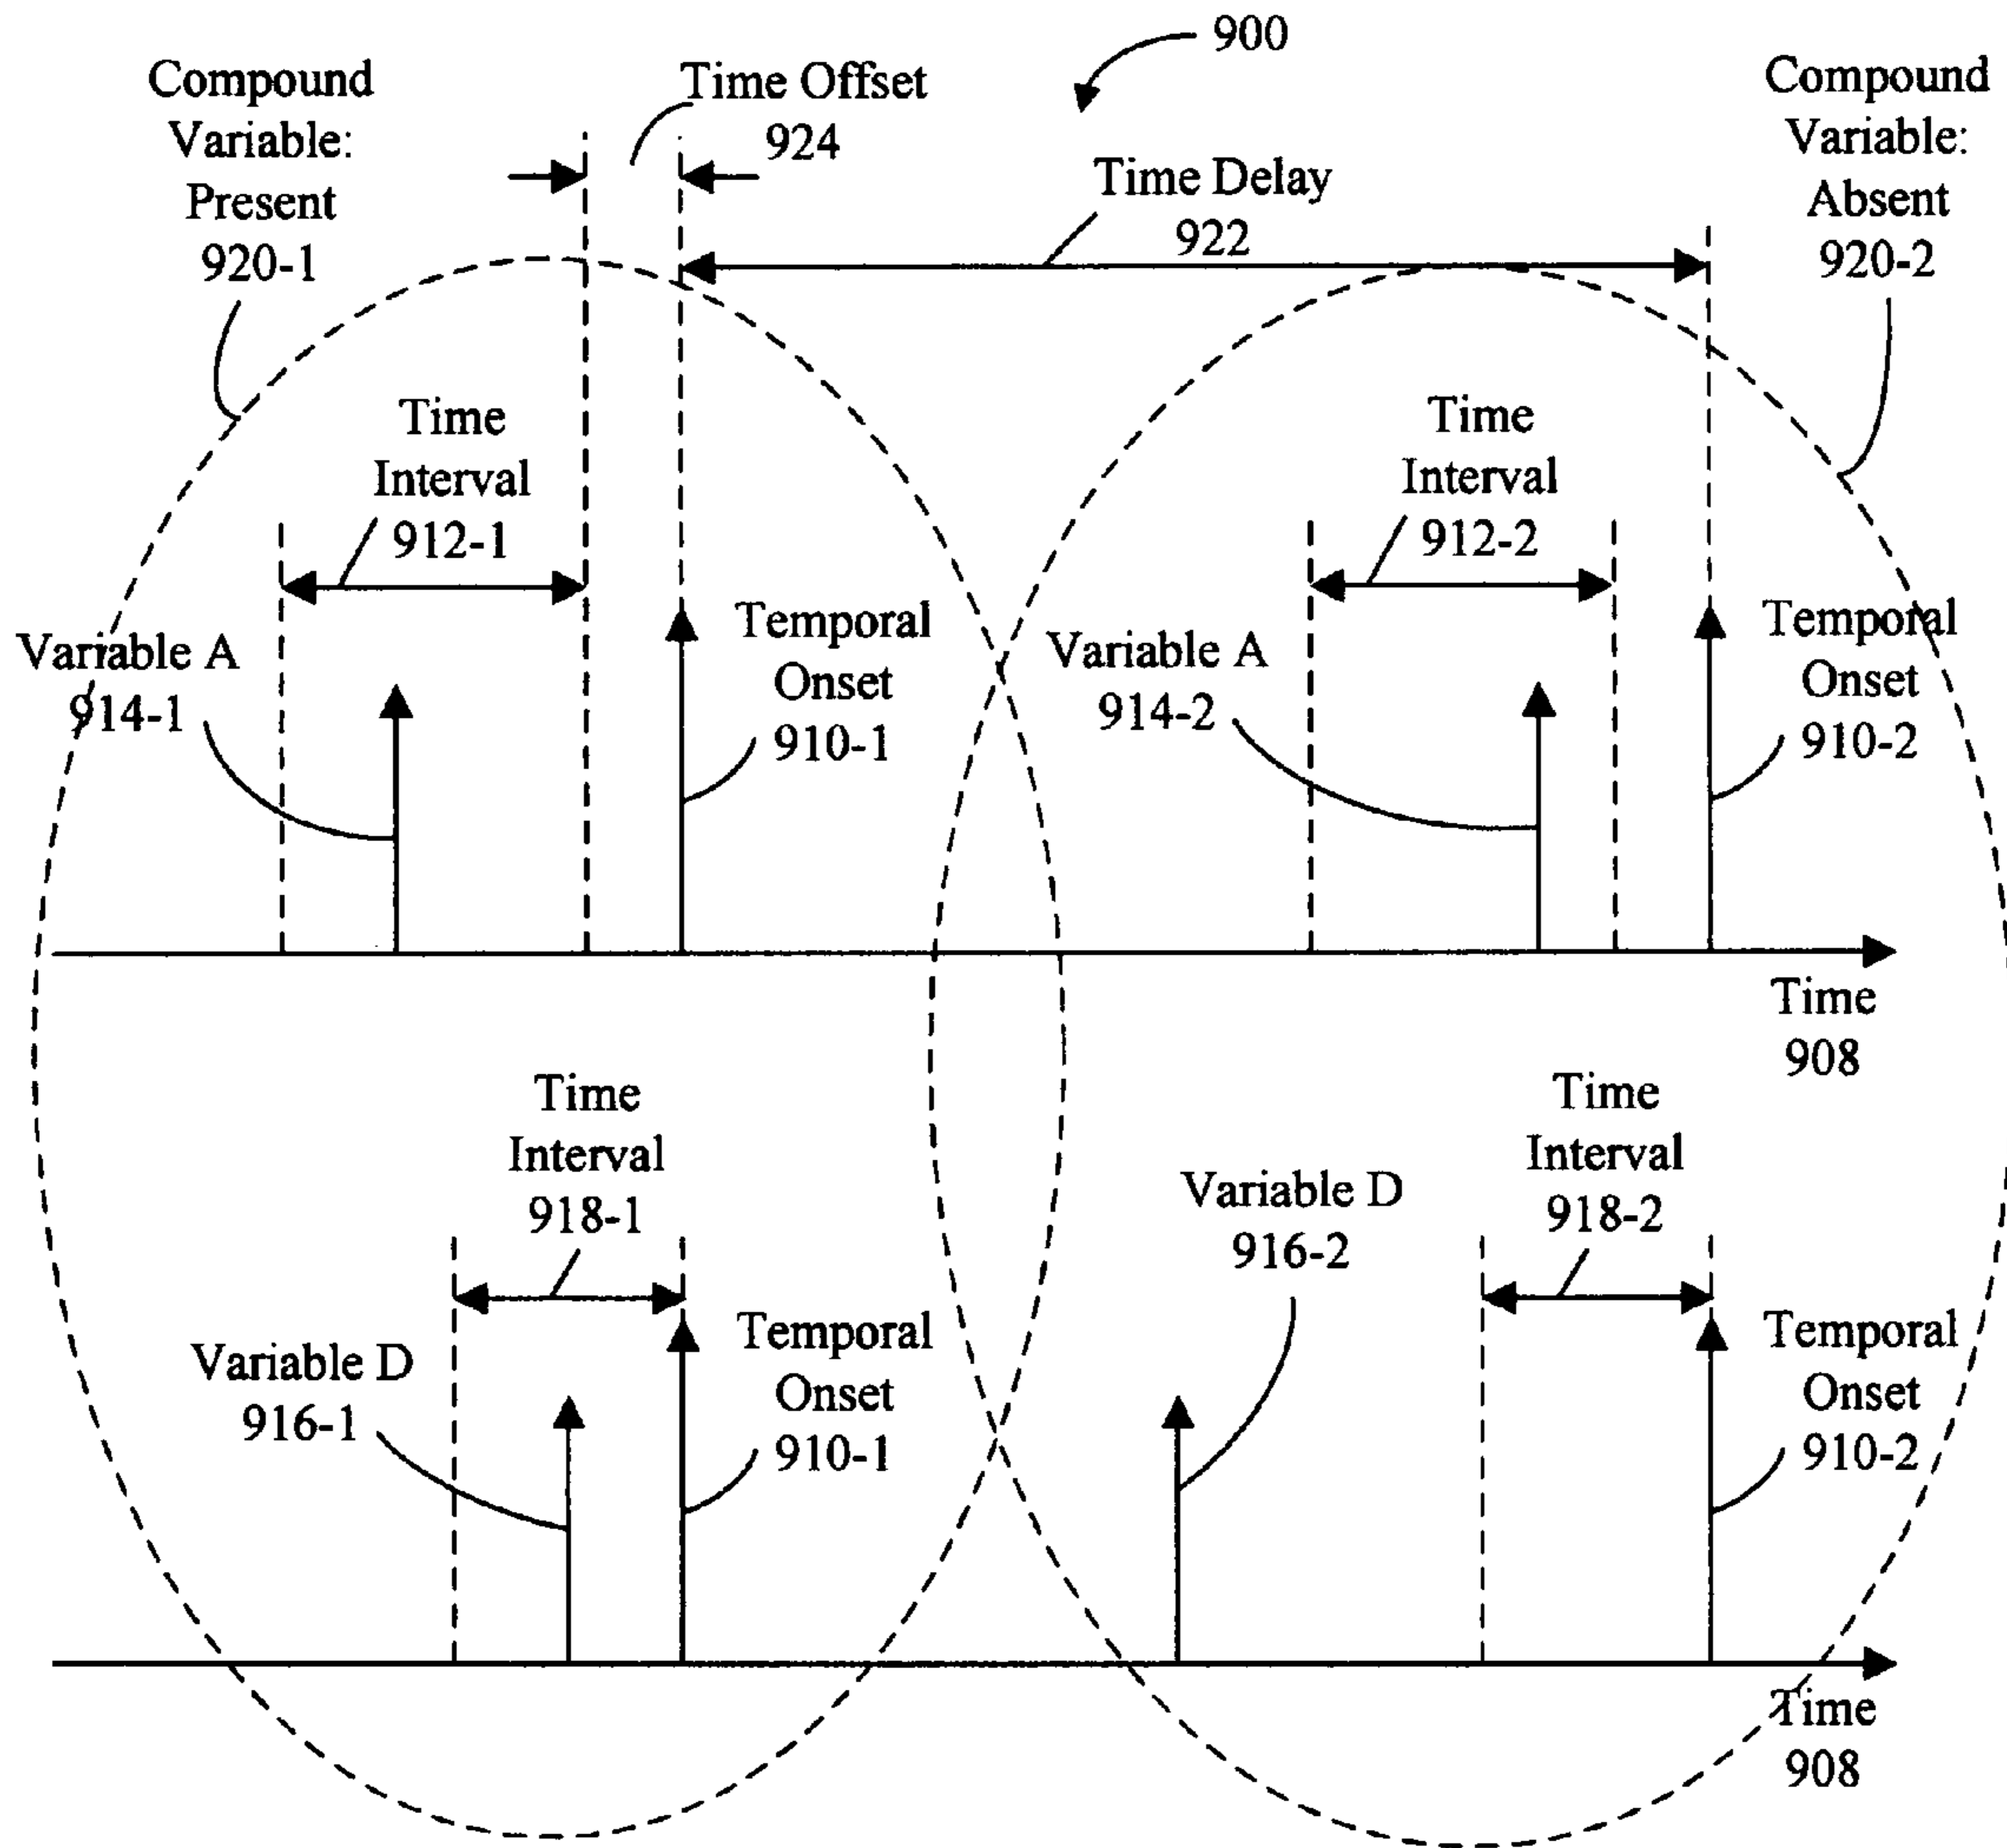 900
Compound
Variable:
Present
920-1
Time Offset
924
Time Delay
922
Compound
Variable:
Absent
920-2
Time
Interval
912-1
Time
Interval
912-2
Variable A
914-1
Temporal
Onset
910-1
Variable A
914-2
Temporal
Onset
910-2
Time
908
Time
Interval
918-1
Variable D
916-2
Time
Interval
918-2
Variable D
916-1
Temporal
Onset
910-1
Temporal
Onset
910-2
Time
908